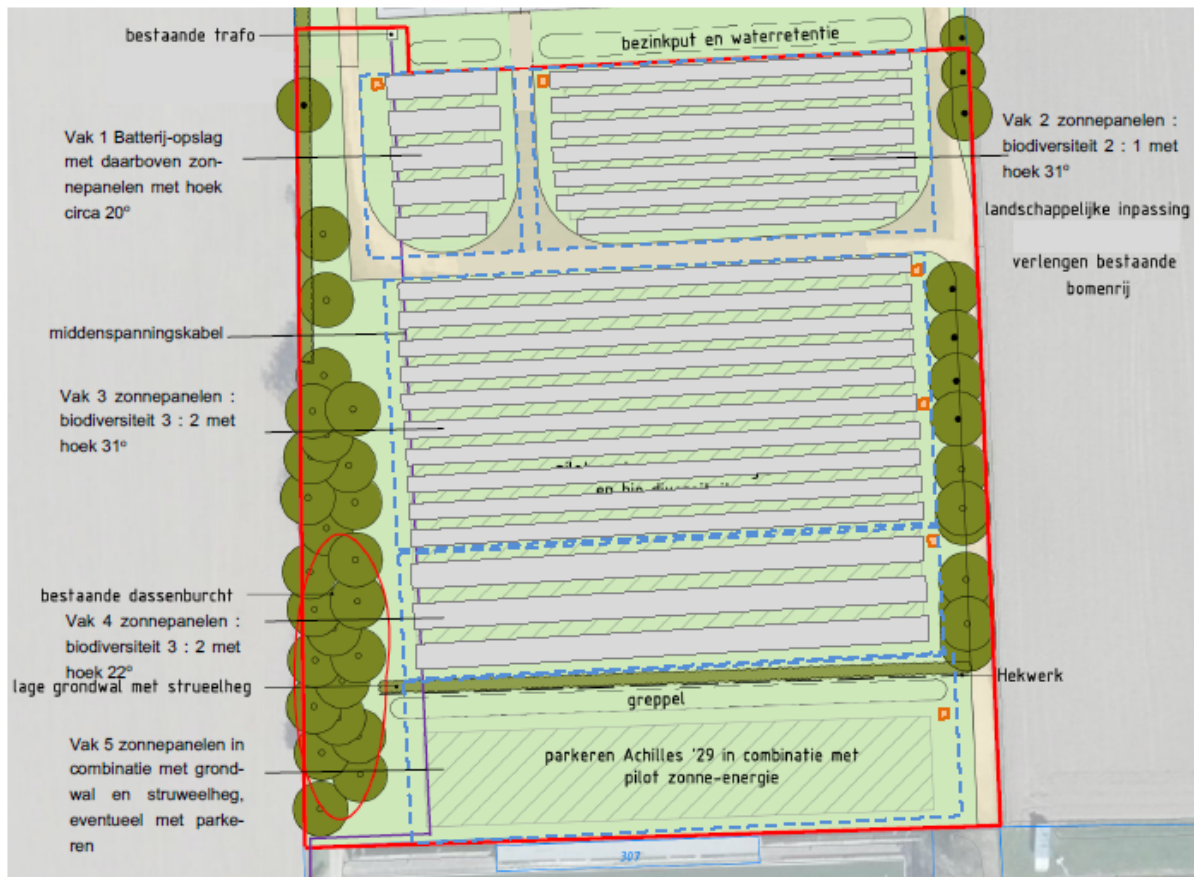 bestaande trafo
bezinkput en waterretentie
Vak 1 Batterij-opslag
met daarboven zon-
nepanelen met hoek
circa 20º
Vak 2 zonnepanelen :
biodiversiteit 2 : 1 met
hoek 31º
landschappelijke inpassing
verlengen bestaande
bomenrij
middenspanningskabel
Vak 3 zonnepanelen :
biodiversiteit 3 : 2 met
hoek 31º
bestaande dassenburcht
Vak 4 zonnepanelen :
biodiversiteit 3 : 2 met
hoek 22º
lage grondwal met strueelheg
Hekwerk
greppel
Vak 5 zonnepanelen in
combinatie met grond-
wal en struweelheg,
eventueel met parke-
ren
parkeren Achilles '29 in combinatie met
pilot zonne-energie
307